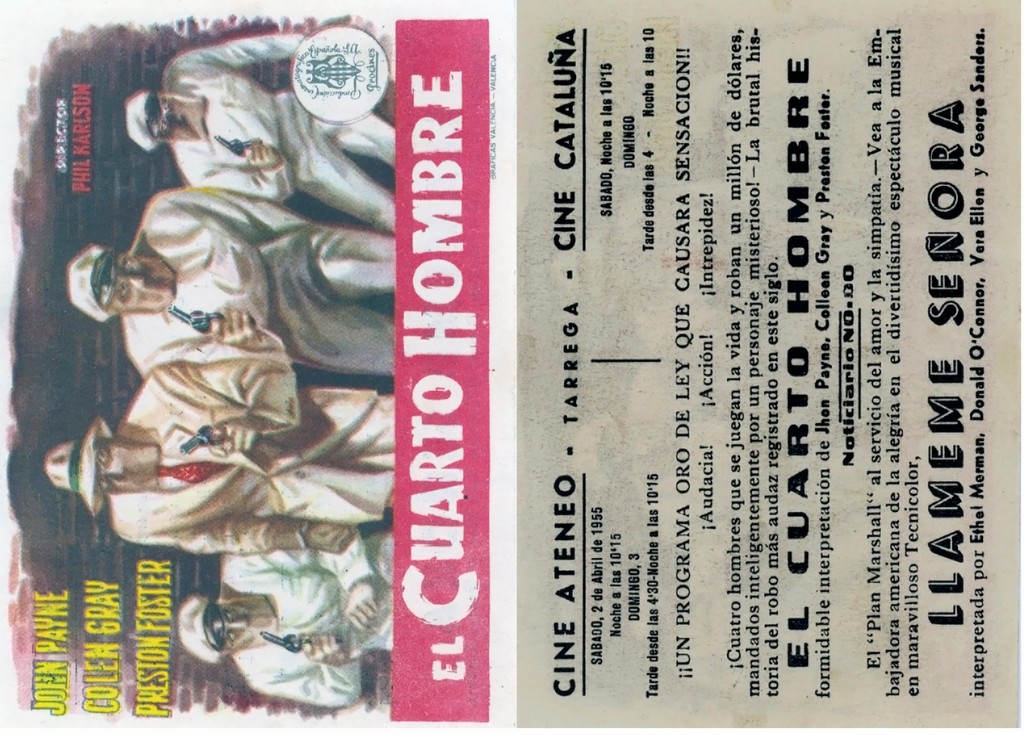 JOHN PAYNE
COLEN GRAY
PRESTON FOSTER
DIRECTOR
PHIL KARLSON
Procines
EL CUARTO HOMBRE
GRAFICAS VALENCIA — VALENCIA
CINE ATENEO - TARREGA - CINE CATALUÑA
SABADO, 2 de Abril de 1955
Noche a las 10'15
DOMINGO, 3
Tarde desde las 4'30-Noche a las 10'15
SABADO, Noche a las 10'15
DOMINGO
Tarde desde las 4 - Noche a las 10
¡¡UN PROGRAMA ORO DE LEY QUE CAUSARA SENSACION!!
¡Audacia! ¡Acción! ¡Intrepidez!
¡Cuatro hombres que se juegan la vida y roban un millón de dólares,
mandados inteligentemente por un personaje misterioso!-La brutal his-
toria del robo más audaz registrado en este siglo.
EL CUARTO HOMBRE
formidable interpretación de Jhon Payne, Colleen Gray y Preston Foster.
Noticiario NO-DO
El "Plan Marshall" al servicio del amor y la simpatía.—Vea a la Em-
bajadora americana de la alegría en el divertidísimo espectáculo musical
en maravilloso Tecnicolor,
LLAMEME SEÑORA
interpretada por Ethel Merman, Donald O'Connor, Vera Ellen y George Sanders.